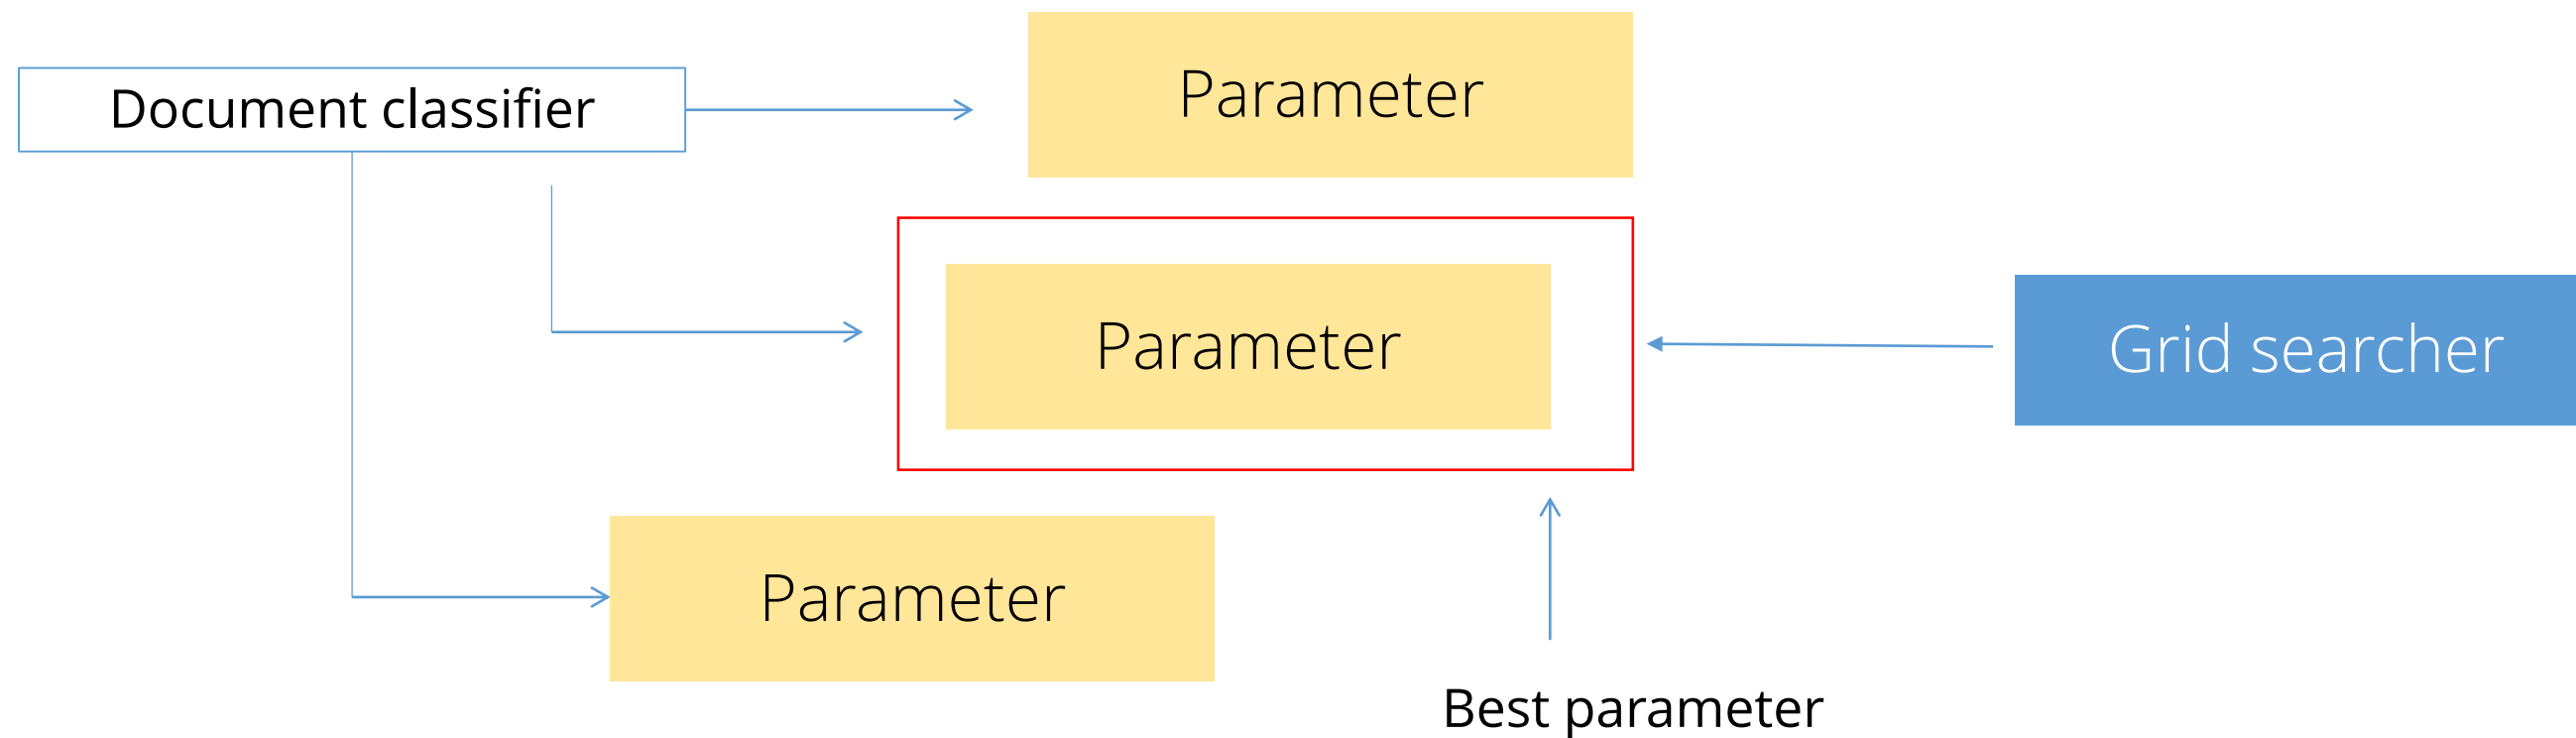 Document classifier
Parameter
Parameter
Grid searcher
Parameter
Best parameter